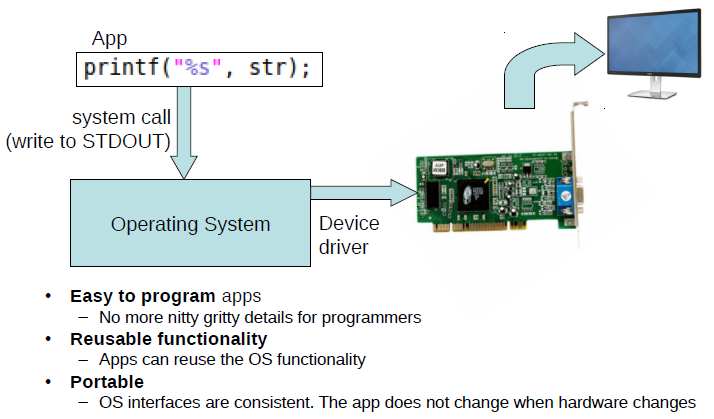 App
printf("%s", str);
system call
(write to STDOUT)
Operating System
Device
driver
• Easy to program apps
– No more nitty gritty details for programmers
• Reusable functionality
– Apps can reuse the OS functionality
• Portable
– OS interfaces are consistent. The app does not change when hardware changes